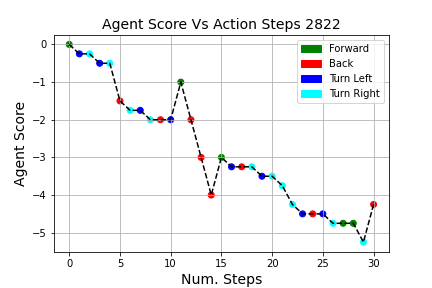 Agent Score Vs Action Steps 2822
Forward
Back
Turn Left
Turn Right
Agent Score
0
−1
−2
−3
−4
−5
0 5 10 15 20 25 30
Num. Steps